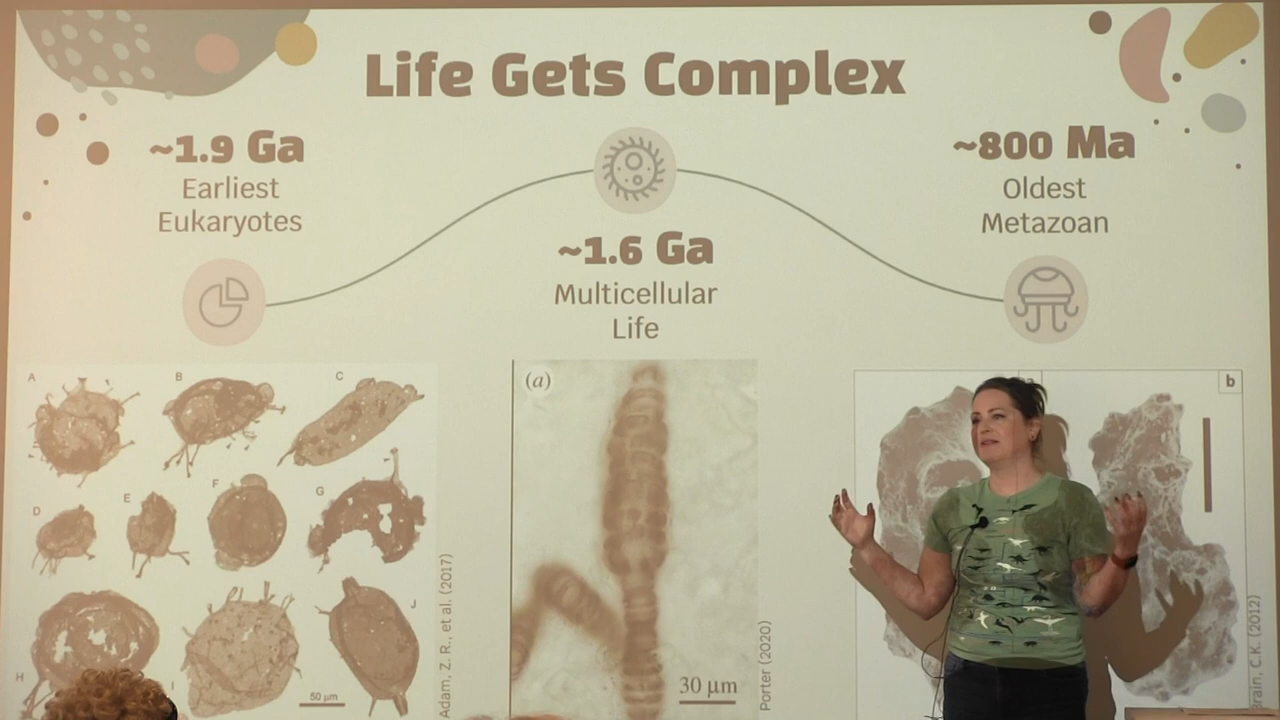 Life Gets Complex
~1.9 Ga
Earliest
Eukaryotes
~1.6 Ga
Multicellular
Life
~800 Ma
Oldest
Metazoan
A
B
C
D
E
F
G
H
I
J
50 µm
Adam, Z. R., et al. (2017)
(a)
30 µm
Porter (2020)
a
b
Brain, C.K. (2012)